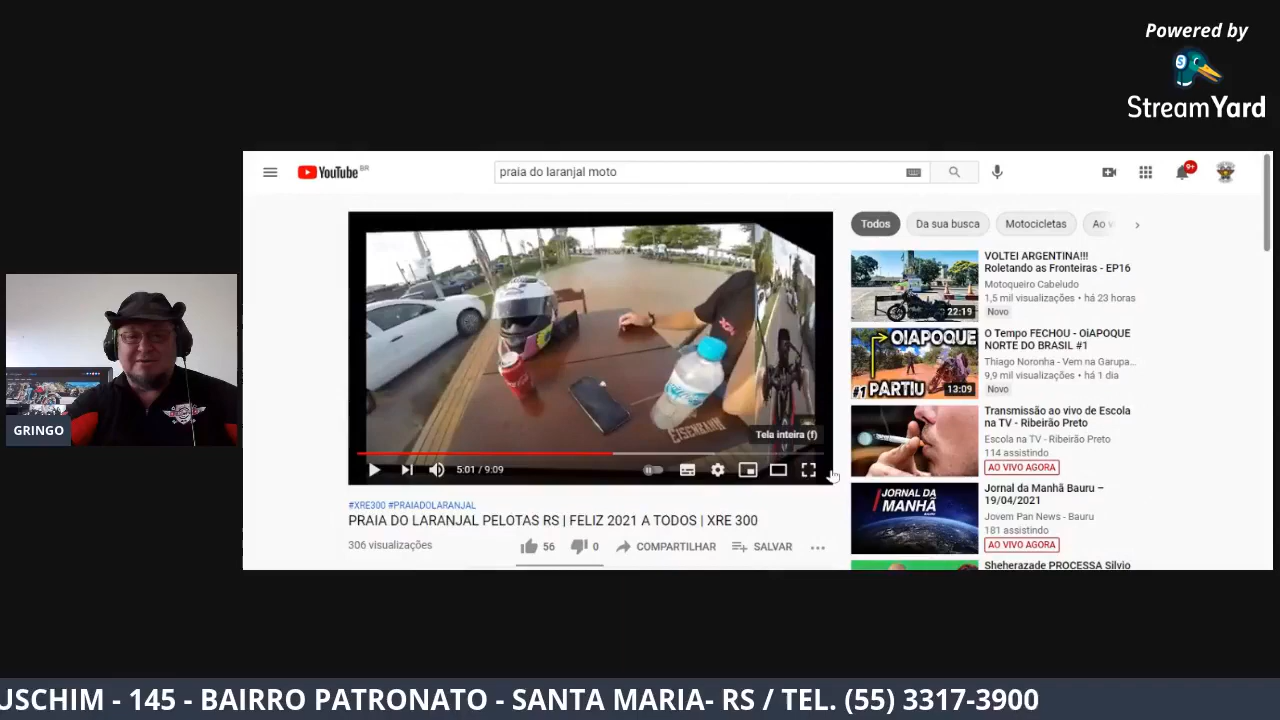 Powered by
StreamYard
YouTube BR
praia do laranjal moto
9+
Todos
Da sua busca
Motocicletas
Ao v
EISENBAHN
Tela inteira (f)
5:01 / 9:09
#XRE300 #PRAIADOLARANJAL
PRAIA DO LARANJAL PELOTAS RS | FELIZ 2021 A TODOS | XRE 300
306 visualizações
56
0
COMPARTILHAR
SALVAR
22:19
VOLTEI ARGENTINA!!!
Roletando as Fronteiras - EP16
Motoqueiro Cabeludo
1,5 mil visualizações • há 23 horas
Novo
OIAPOQUE
#1 PARTIU
13:09
O Tempo FECHOU - OiAPOQUE
NORTE DO BRASIL #1
Thiago Noronha - Vem na Garupa...
9,9 mil visualizações • há 1 dia
Novo
Transmissão ao vivo de Escola
na TV - Ribeirão Preto
Escola na TV - Ribeirão Preto
114 assistindo
AO VIVO AGORA
JORNAL DA
MANHÃ
Jornal da Manhã Bauru –
19/04/2021
Jovem Pan News - Bauru
181 assistindo
AO VIVO AGORA
Sheherazade PROCESSA Silvio
GRINGO
USCHIM - 145 - BAIRRO PATRONATO - SANTA MARIA- RS / TEL. (55) 3317-3900